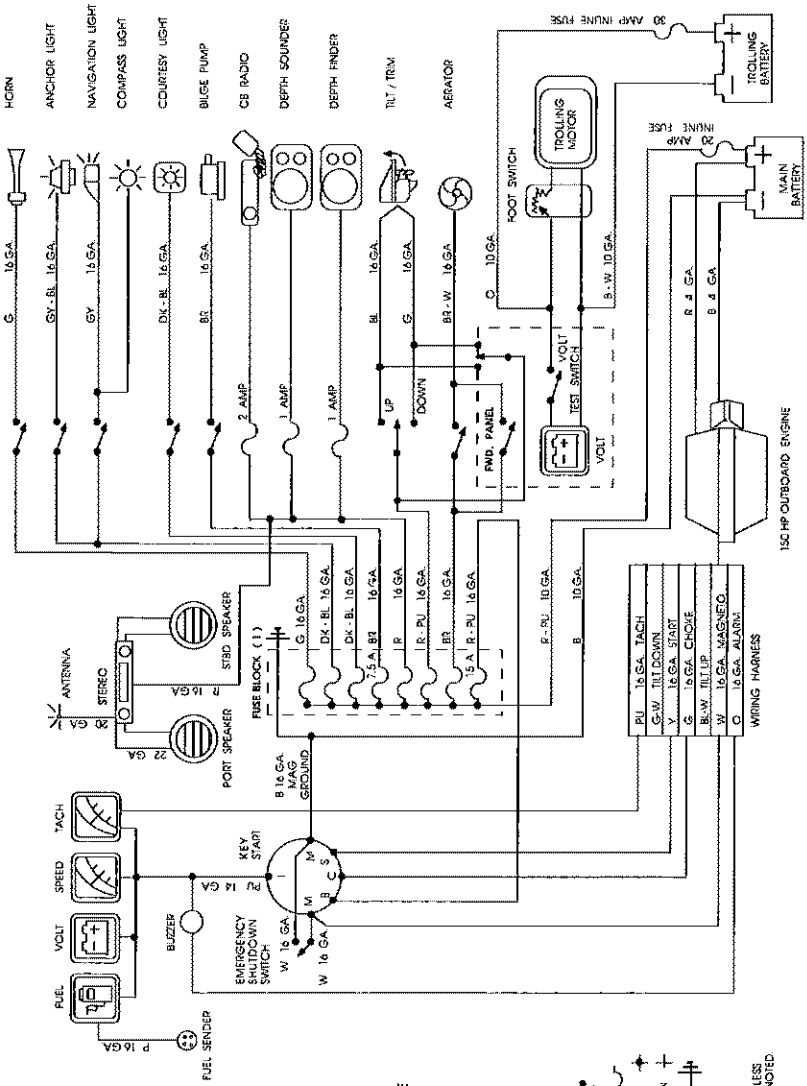 HORN
ANCHOR LIGHT
NAVIGATION LIGHT
COMPASS LIGHT
COURTESY LIGHT
BILGE PUMP
CB RADIO
DEPTH SOUNDER
DEPTH FINDER
TILT / TRIM
AERATOR
G 16 GA.
GY - BL 16 GA.
GY 16 GA.
DK - BL 16 GA.
BR 16 GA.
2 AMP
1 AMP
1 AMP
BL 16 GA.
G 16 GA.
BR - W 16 GA.
UP
DOWN
FWD. PANEL
VOLT
TEST SWITCH
VOLT
FOOT SWITCH
TROLLING
MOTOR
O 10 GA.
B - W 10 GA.
30 AMP INLINE FUSE
TROLLING
BATTERY
20 AMP
INLINE FUSE
MAIN
BATTERY
R 4 GA.
B 4 GA.
150 HP OUTBOARD ENGINE
ANTENNA
20 GA
STEREO
STBD SPEAKER
PORT SPEAKER
22 GA
R 16 GA
FUSE BLOCK ( 1 )
G 16 GA.
DK - BL 16 GA.
DK - BL 16 GA.
7.5 A BR 16 GA.
R 16 GA.
R - PU 16 GA.
BR 16 GA.
15 A R - PU 16 GA.
R - PU 10 GA.
B 10 GA.
B 16 GA.
MAG
GROUND
TACH
SPEED
VOLT
FUEL
BUZZER
P 16 GA
FUEL SENDER
PU 14 GA
KEY
START
I
M
S
C
B
M
EMERGENCY
SHUTDOWN
SWITCH
W 16 GA.
W 16 GA.
PU 16 GA. TACH
G-W TILT DOWN
Y 16 GA. START
G 16 GA. CHOKE
BL-W TILT UP
W 16 GA. MAGNETO
O 16 GA. ALARM
WIRING HARNESS
LESS
NOTED.